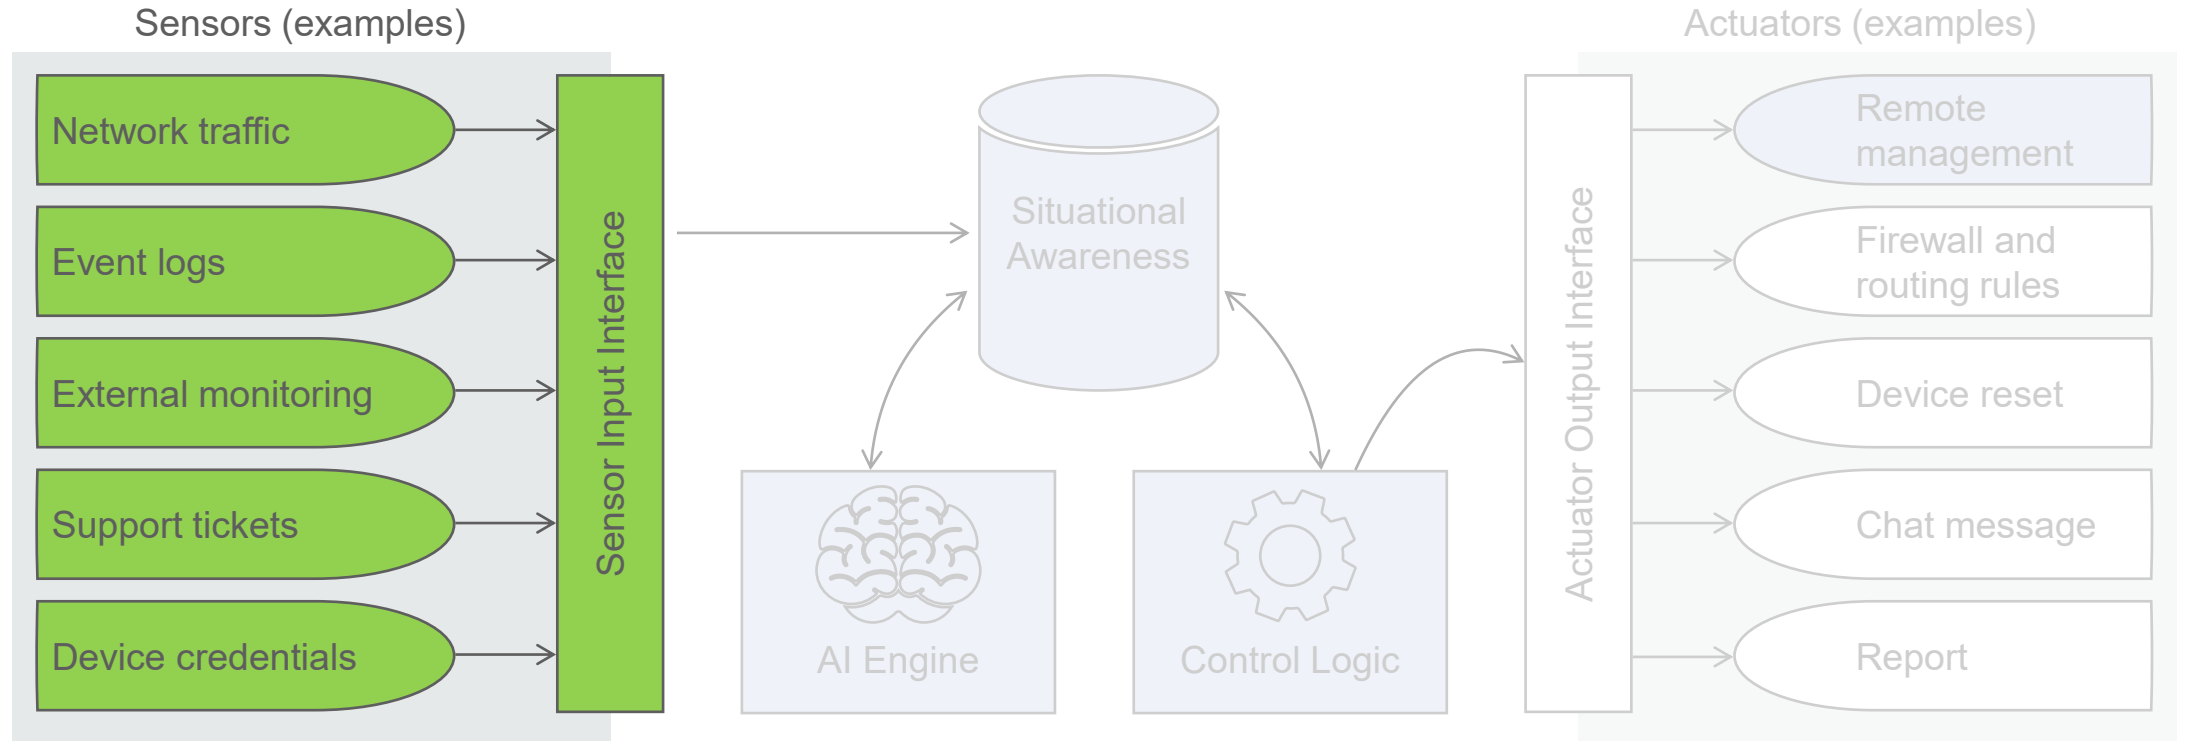 Sensors (examples)
Network traffic
Event logs
External monitoring
Support tickets
Device credentials
Sensor Input Interface
Situational
Awareness
AI Engine
Control Logic
Actuator Output Interface
Actuators (examples)
Remote
management
Firewall and
routing rules
Device reset
Chat message
Report